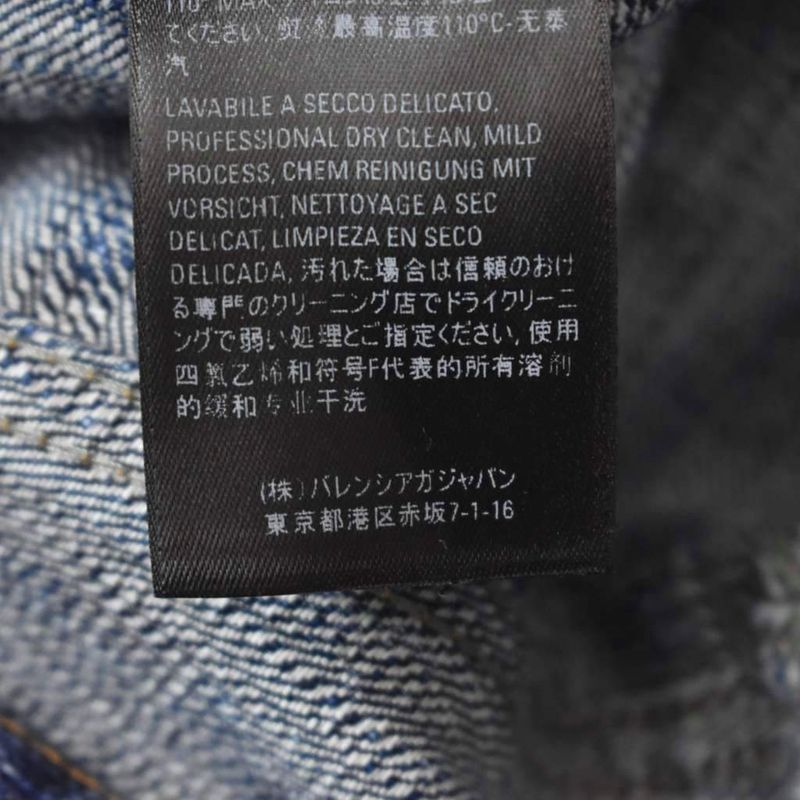 てください, 熨烫最高温度110°C-无蒸
汽
LAVABILE A SECCO DELICATO,
PROFESSIONAL DRY CLEAN, MILD
PROCESS, CHEM REINIGUNG MIT
VORSICHT, NETTOYAGE A SEC
DELICAT, LIMPIEZA EN SECO
DELICADA, 汚れた場合は信頼のおけ
る専門のクリーニング店でドライクリーニ
ングで弱い処理とご指定ください, 使用
四氯乙烯和符号F代表的所有溶剂
的缓和专业干洗
(株)バレンシアガジャパン
東京都港区赤坂7-1-16